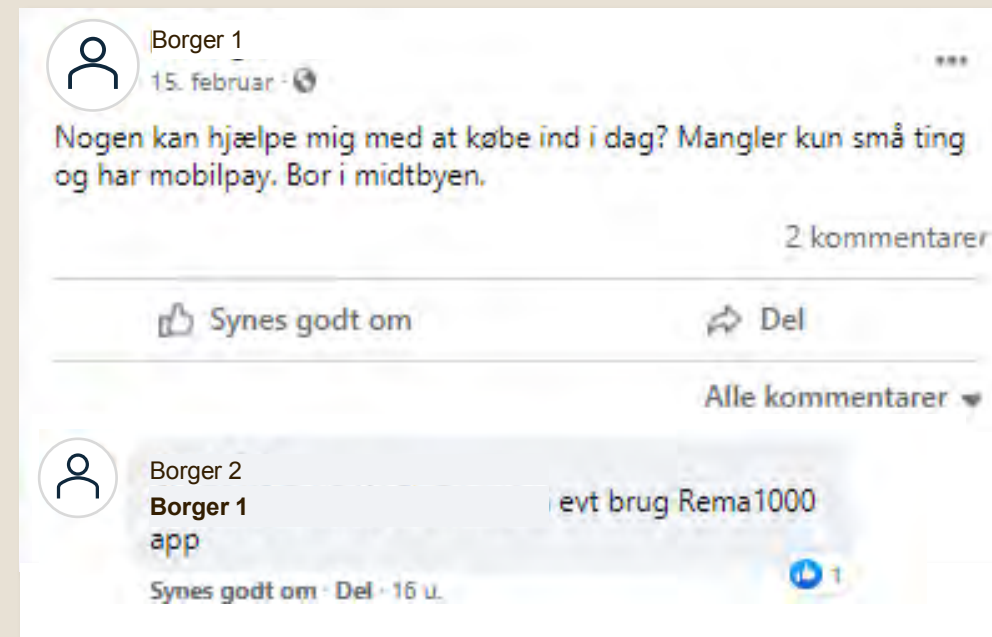 Borger 1
15. februar
Nogen kan hjælpe mig med at købe ind i dag? Mangler kun små ting
og har mobilpay. Bor i midtbyen.
2 kommentarer
Synes godt om
Del
Alle kommentarer
Borger 2
Borger 1 evt brug Rema1000
app
Synes godt om · Del · 16 u.
1